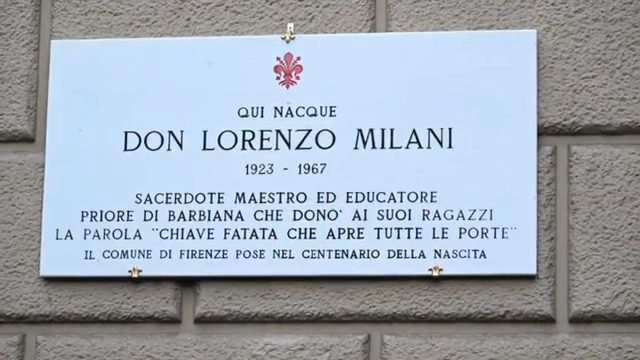 QUI NACQUE
DON LORENZO MILANI
1923 - 1967
SACERDOTE MAESTRO ED EDUCATORE
PRIORE DI BARBIANA CHE DONO' AI SUOI RAGAZZI
LA PAROLA "CHIAVE FATATA CHE APRE TUTTE LE PORTE"
IL COMUNE DI FIRENZE POSE NEL CENTENARIO DELLA NASCITA